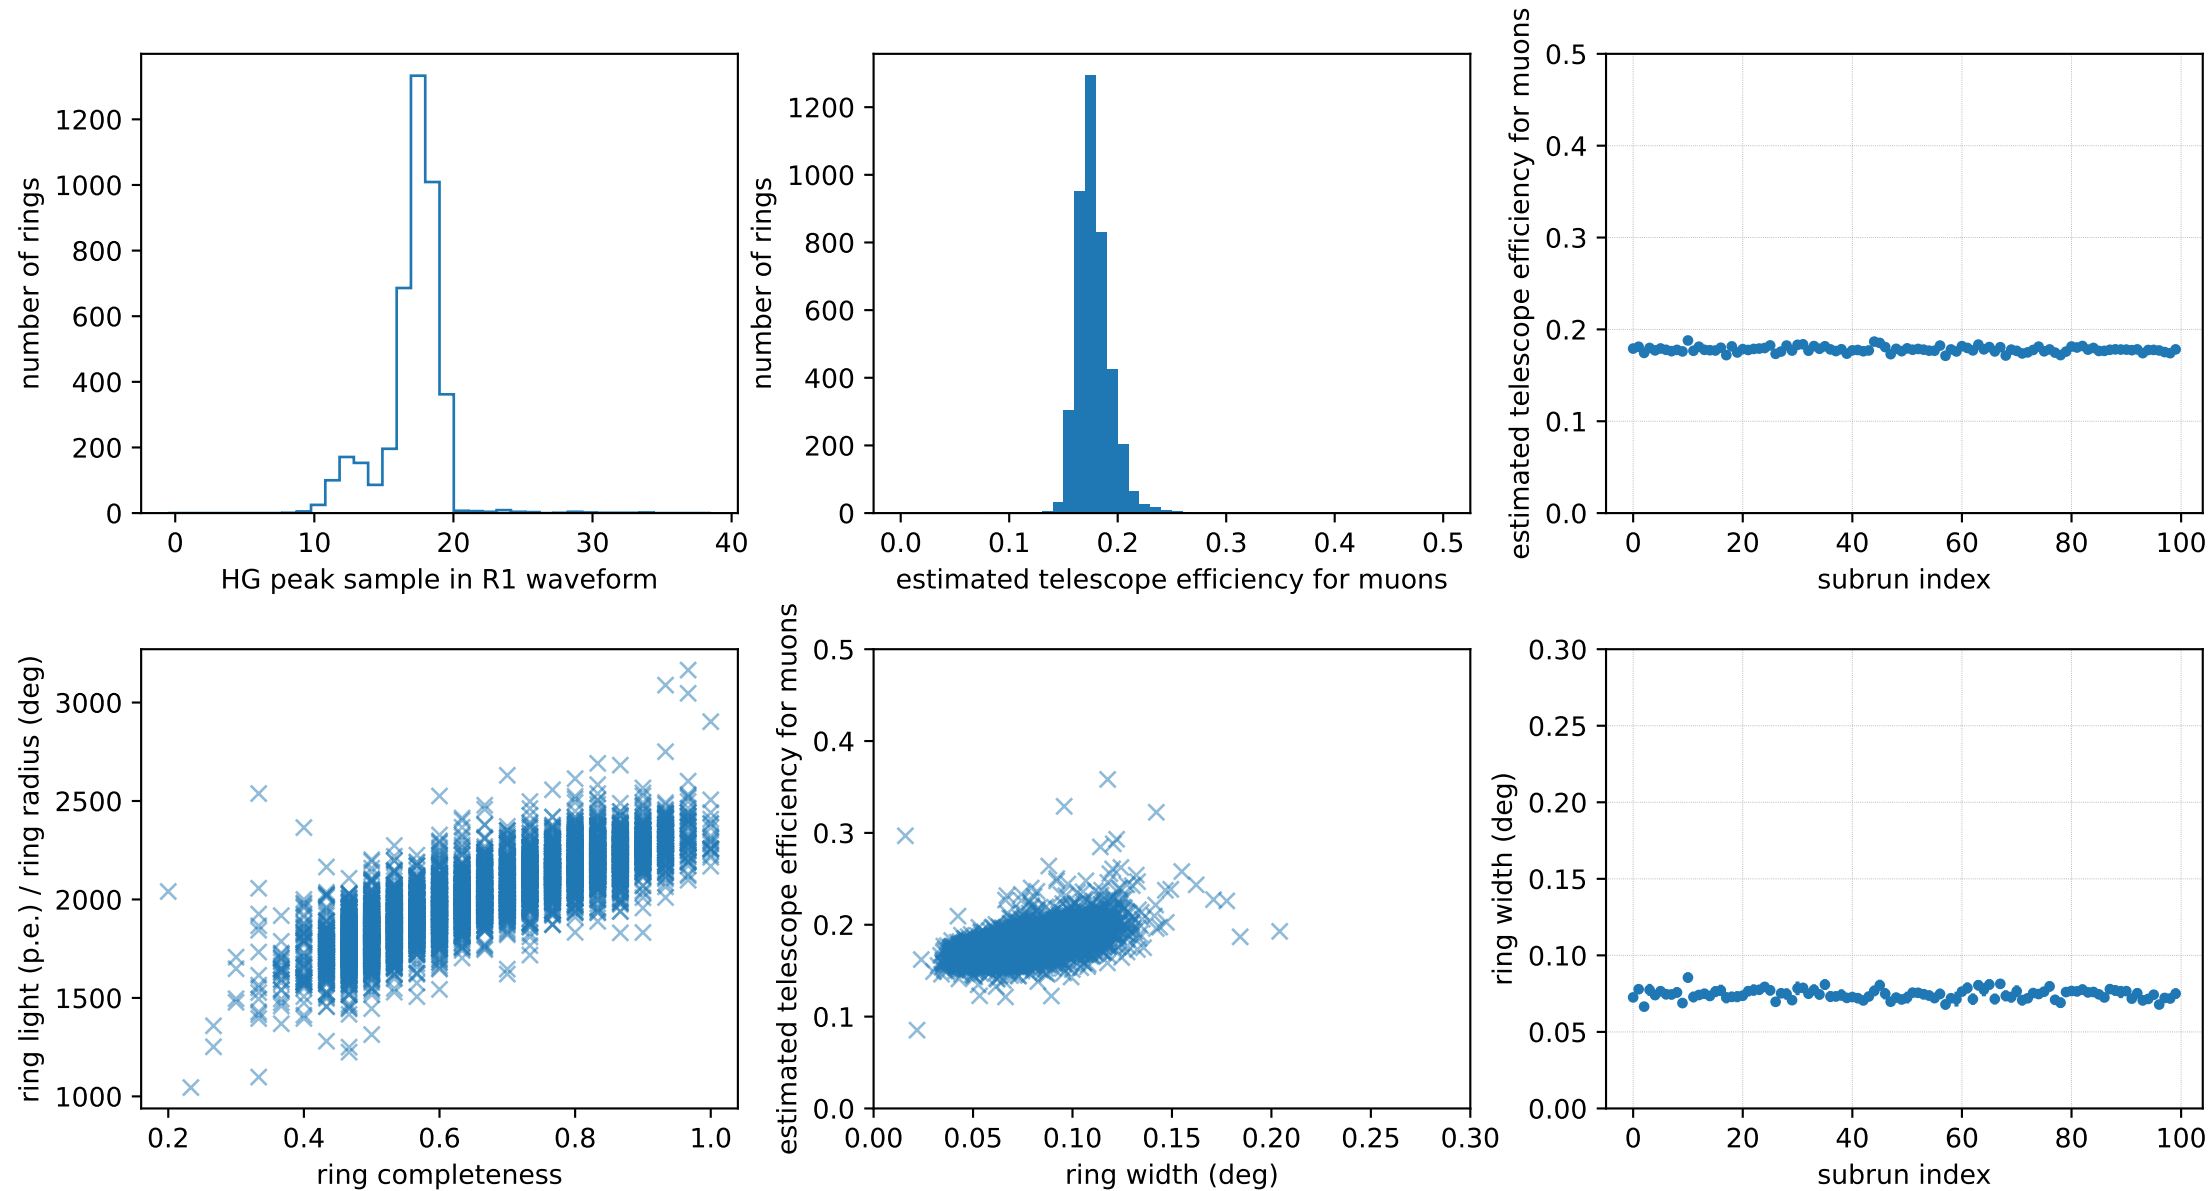 number of rings
1200
1000
800
600
400
200
0
0 10 20 30 40
HG peak sample in R1 waveform
number of rings
1200
1000
800
600
400
200
0
0.0 0.1 0.2 0.3 0.4 0.5
estimated telescope efficiency for muons
estimated telescope efficiency for muons
0.5
0.4
0.3
0.2
0.1
0.0
0 20 40 60 80 100
subrun index
ring light (p.e.) / ring radius (deg)
3000
2500
2000
1500
1000
0.2 0.4 0.6 0.8 1.0
ring completeness
estimated telescope efficiency for muons
0.5
0.4
0.3
0.2
0.1
0.0
0.00 0.05 0.10 0.15 0.20 0.25 0.30
ring width (deg)
ring width (deg)
0.30
0.25
0.20
0.15
0.10
0.05
0.00
0 20 40 60 80 100
subrun index